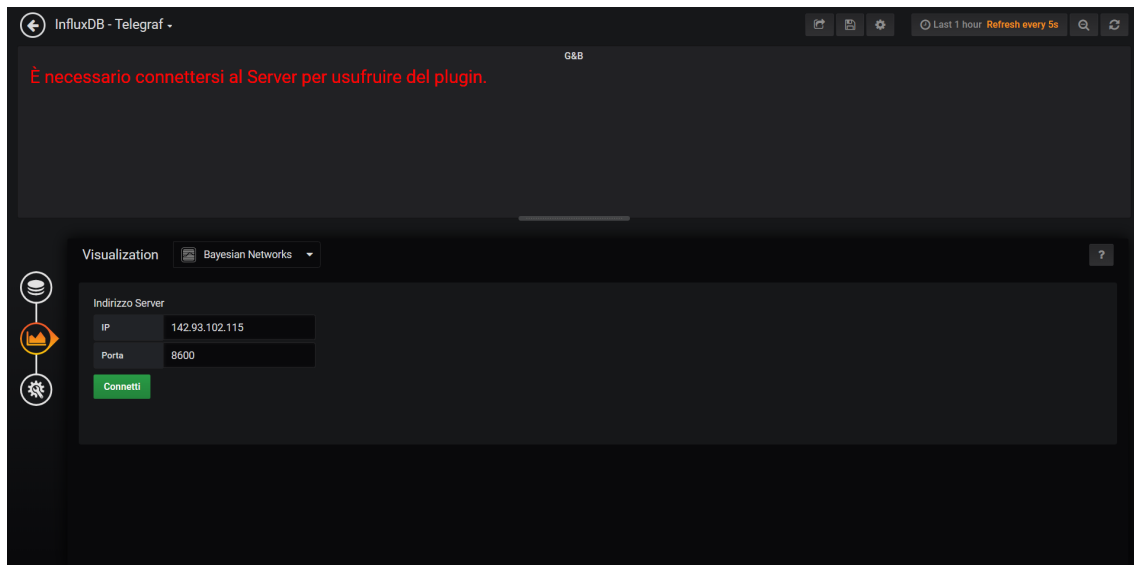 InfluxDB - Telegraf
Last 1 hour Refresh every 5s
G&B
È necessario connettersi al Server per usufruire del plugin.
Visualization
Bayesian Networks
?
Indirizzo Server
IP 142.93.102.115
Porta 8600
Connetti